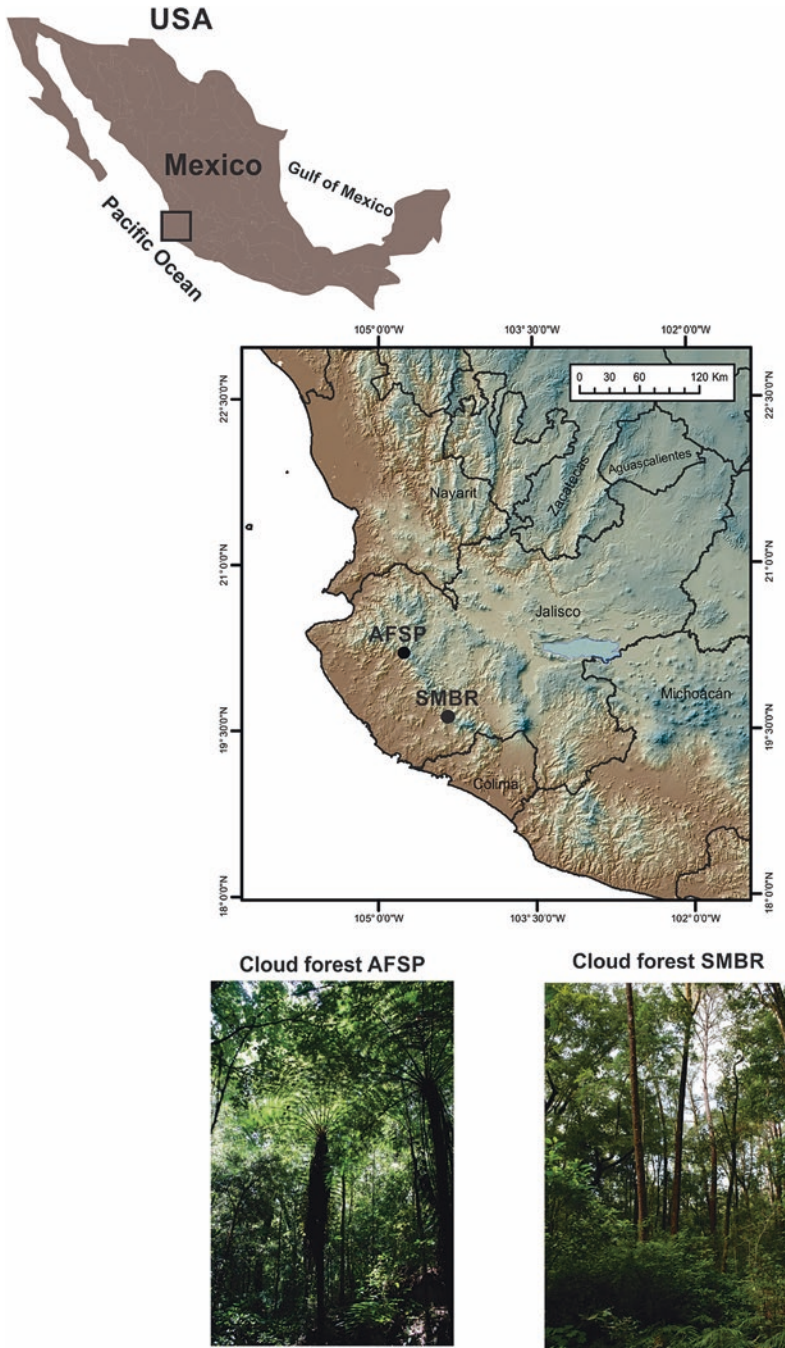 USA
Mexico
Gulf of Mexico
Pacific Ocean
105° 0'0"W 103° 30'0"W 102° 0'0"W
0 30 60 120 Km
22° 30'0"N 22° 30'0"N
Aguascalientes
Zacatecas
Nayarit
21° 0'0"N 21° 0'0"N
Jalisco
AFSP
Michoacán
SMBR
19° 30'0"N 19° 30'0"N
Colima
18° 0'0"N 18° 0'0"N
105° 0'0"W 103° 30'0"W 102° 0'0"W
Cloud forest AFSP Cloud forest SMBR